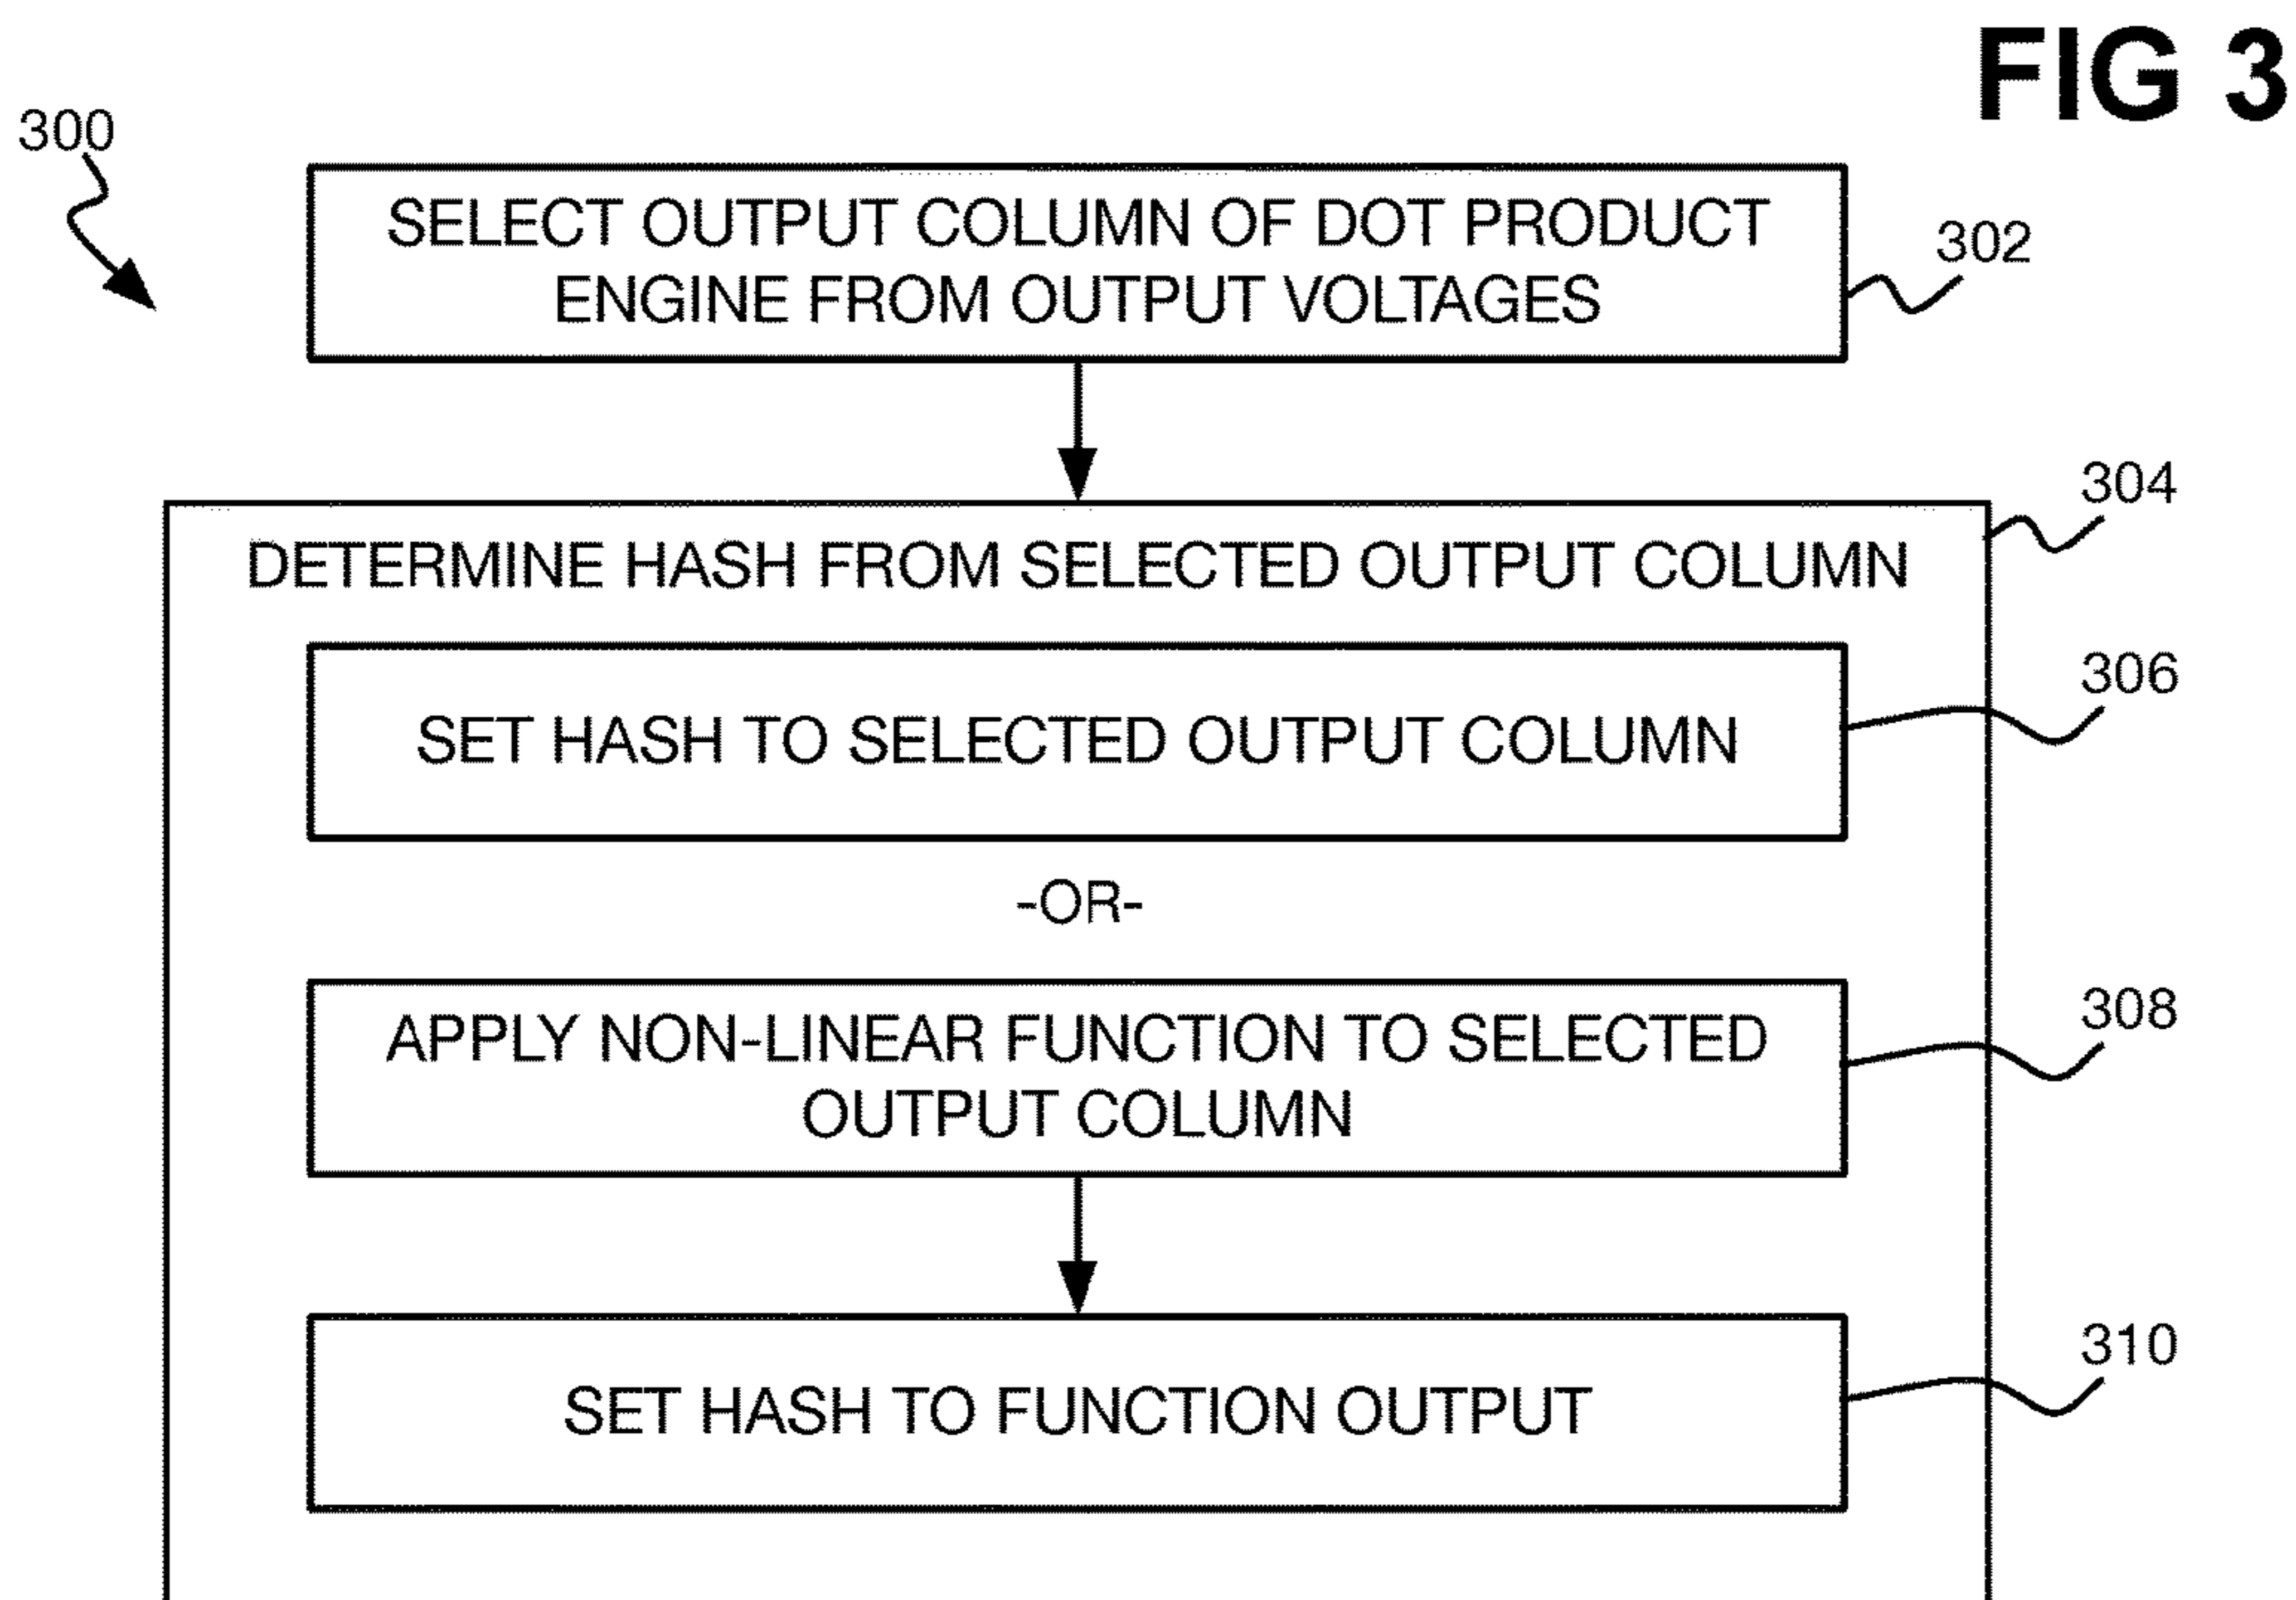 FIG 3
300
SELECT OUTPUT COLUMN OF DOT PRODUCT
ENGINE FROM OUTPUT VOLTAGES
302
304
DETERMINE HASH FROM SELECTED OUTPUT COLUMN
306
SET HASH TO SELECTED OUTPUT COLUMN
-OR-
308
APPLY NON-LINEAR FUNCTION TO SELECTED
OUTPUT COLUMN
310
SET HASH TO FUNCTION OUTPUT